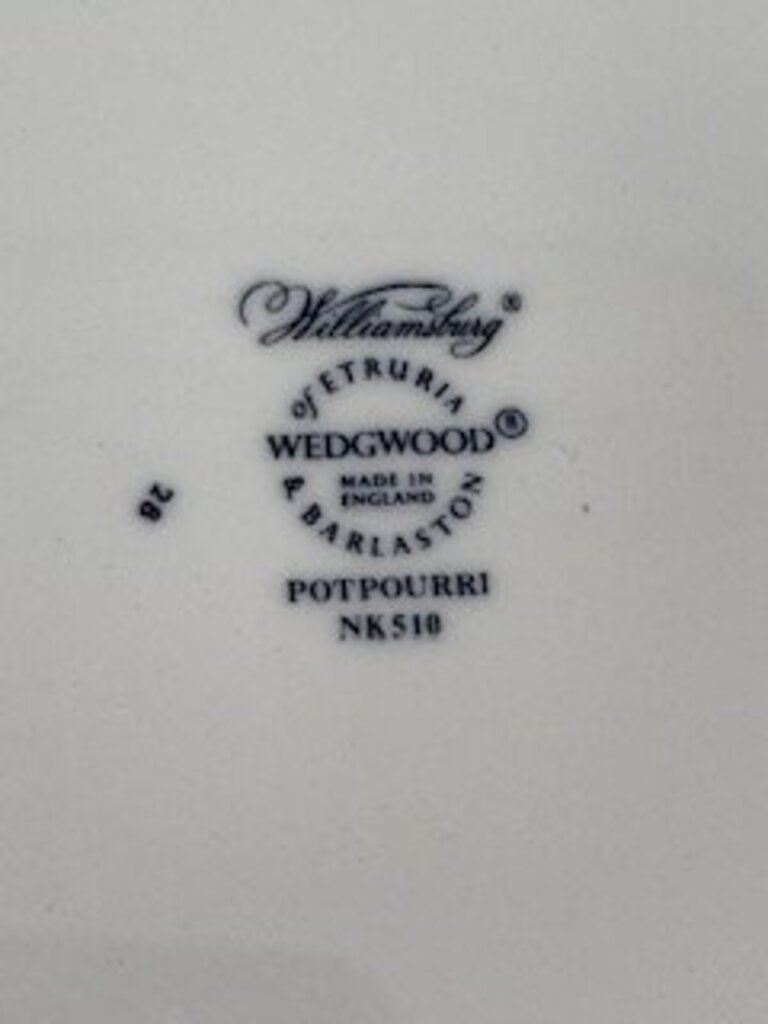 Williamsburg®
of ETRURIA
WEDGWOOD®
MADE IN
ENGLAND
& BARLASTON
POTPOURRI
NK510
28